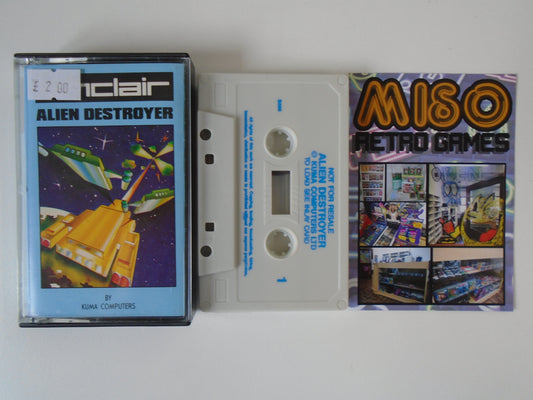 £2.00
sinclair
ALIEN DESTROYER
BY
KUMA COMPUTERS
NOT FOR RESALE
ALIEN DESTROYER
© KUMA COMPUTERS LTD
TO LOAD SEE INLAY CARD
1
MISO
RETRO GAMES